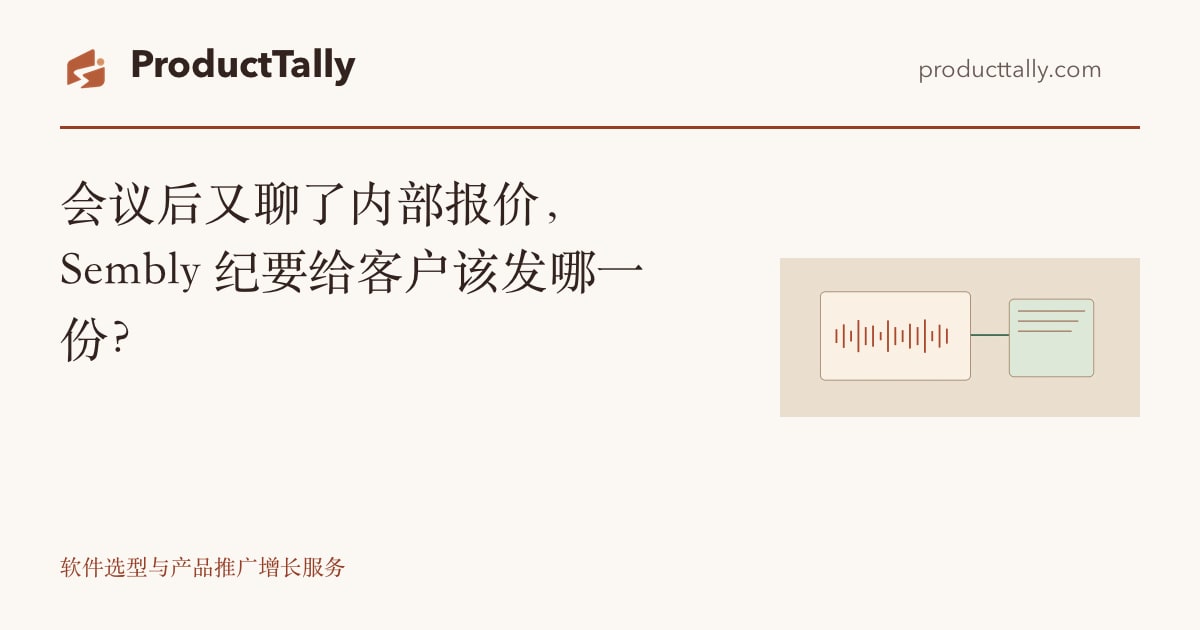 ProductTally
producttally.com
会议后又聊了内部报价，
Sembly 纪要给客户该发哪一
份？
软件选型与产品推广增长服务